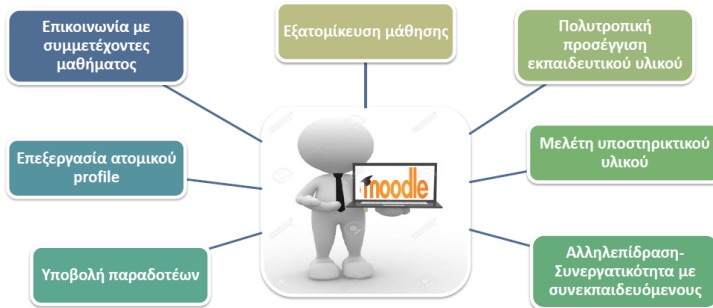 Επικοινωνία με
συμμετέχοντες
μαθήματος
Εξατομίκευση μάθησης
Πολυτροπική
προσέγγιση
εκπαιδευτικού υλικού
Επεξεργασία ατομικού
profile
moodle
Μελέτη υποστηρικτικού
υλικού
Υποβολή παραδοτέων
Αλληλεπίδραση-
Συνεργατικότητα με
συνεκπαιδευόμενους